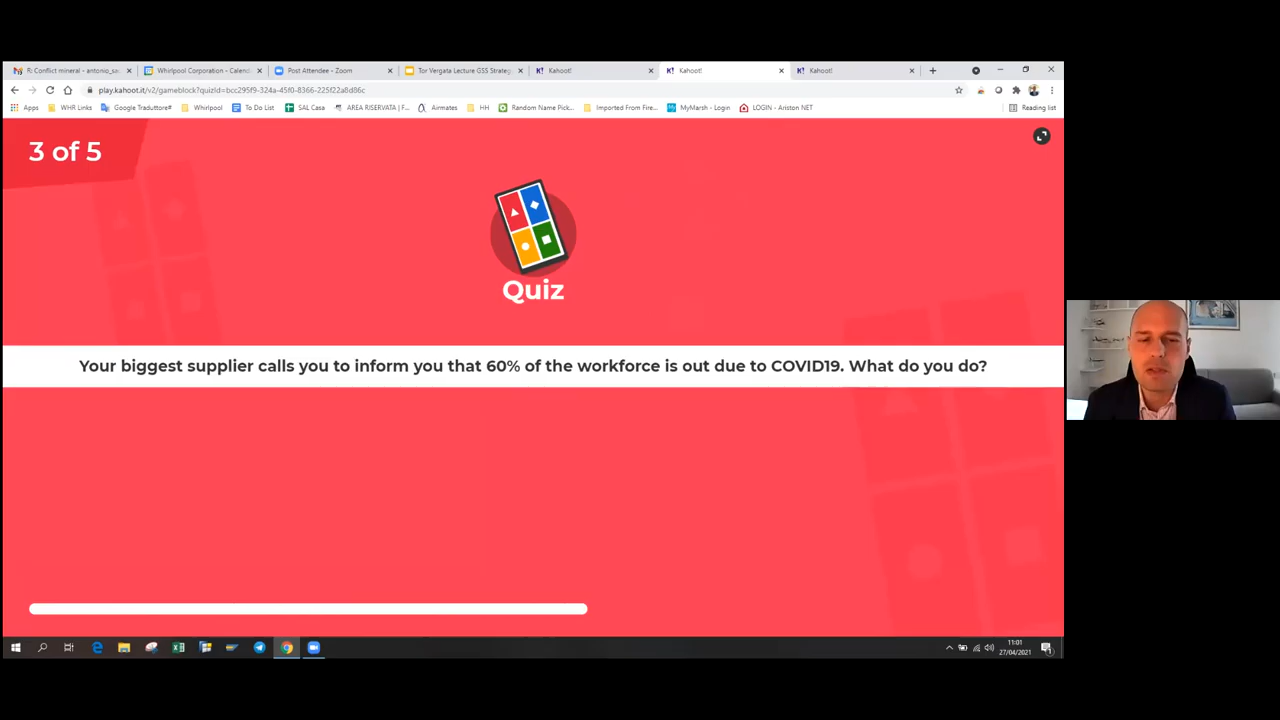 R: Conflict mineral - antonio_sa
Whirlpool Corporation - Calend
Post Attendee - Zoom
Tor Vergata Lecture GSS Strateg
Kahoot!
Kahoot!
Kahoot!
play.kahoot.it/v2/gameblock?quizId=bcc295f9-324a-45f0-8366-225f22a8d86c
Apps
WHR Links
Google Traduttore#
Whirlpool
To Do List
SAL Casa
AREA RISERVATA | F...
Airmates
HH
Random Name Pick...
Imported From Fire...
MyMarsh - Login
LOGIN - Ariston NET
Reading list
3 of 5
Quiz
Your biggest supplier calls you to inform you that 60% of the workforce is out due to COVID19. What do you do?
11:01
27/04/2021